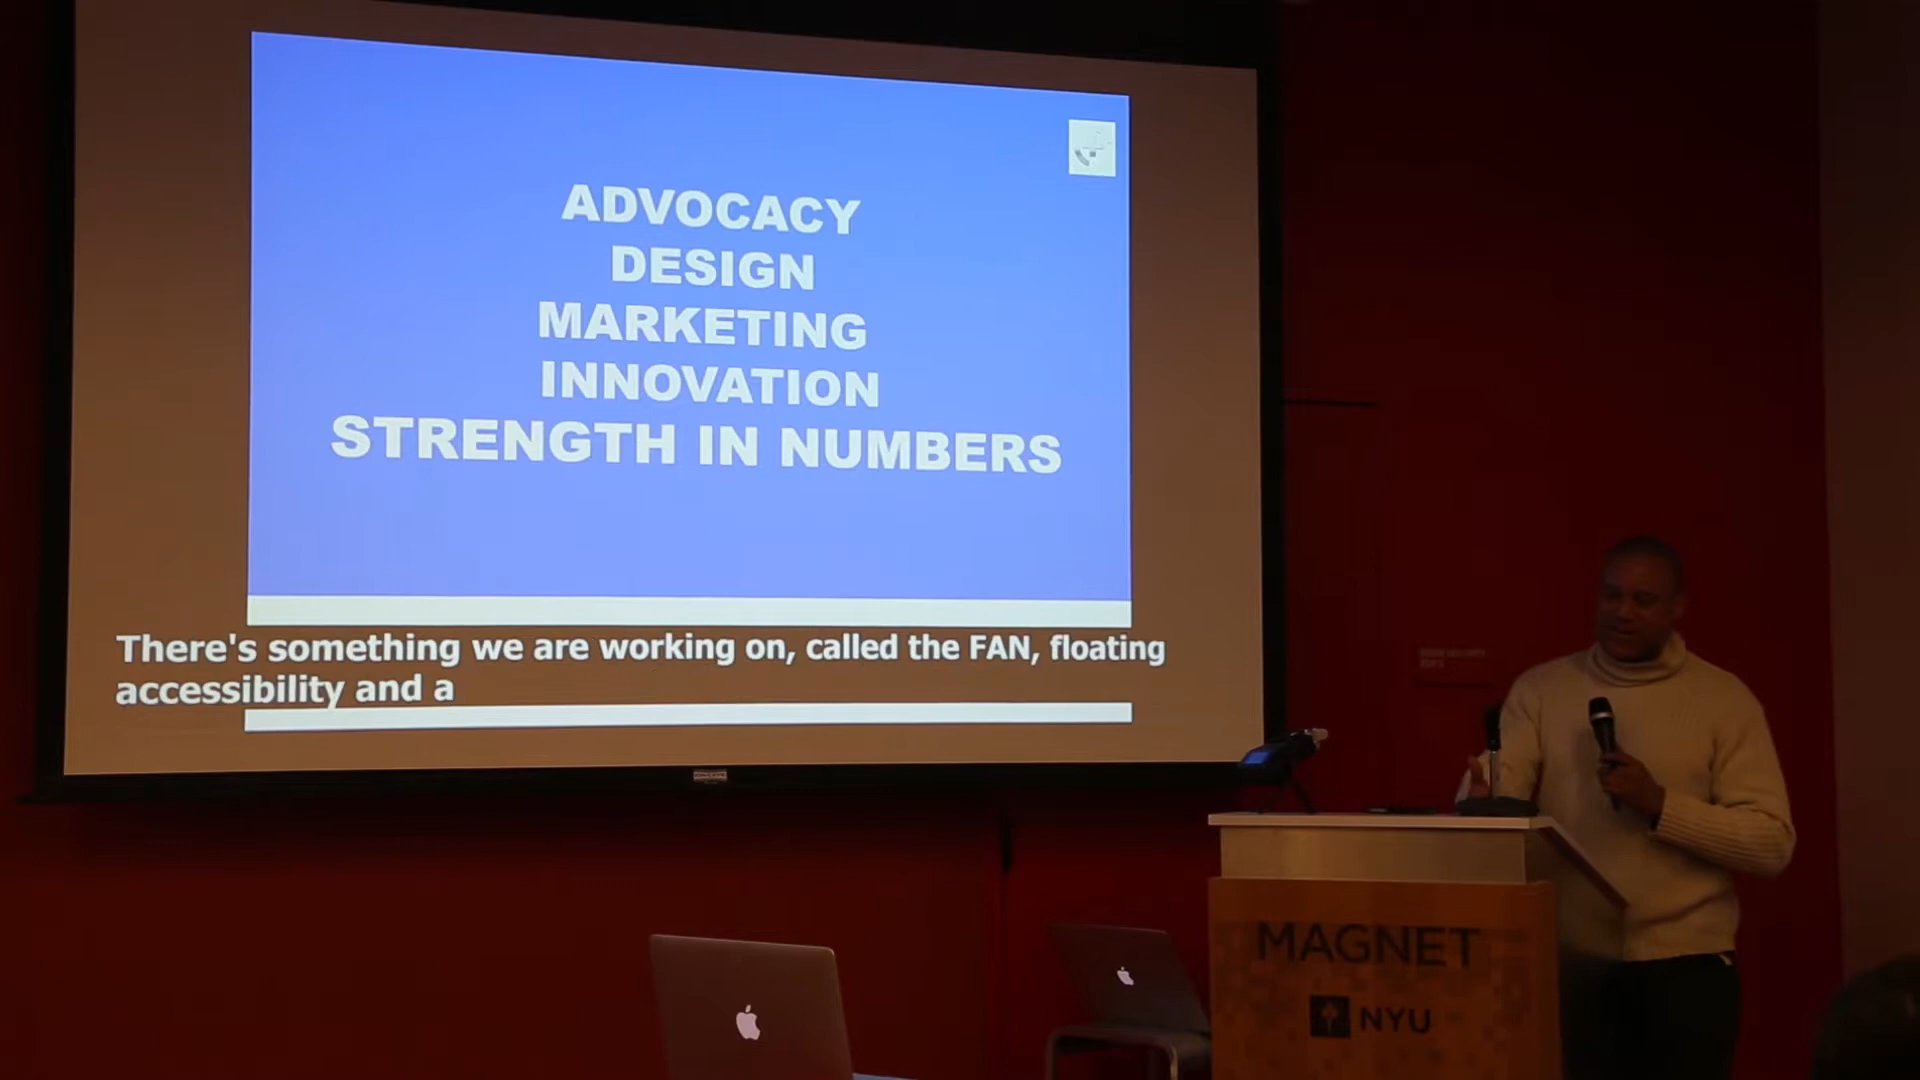 ADVOCACY
DESIGN
MARKETING
INNOVATION
STRENGTH IN NUMBERS
There's something we are working on, called the FAN, floating
accessibility and a
MAGNET
NYU